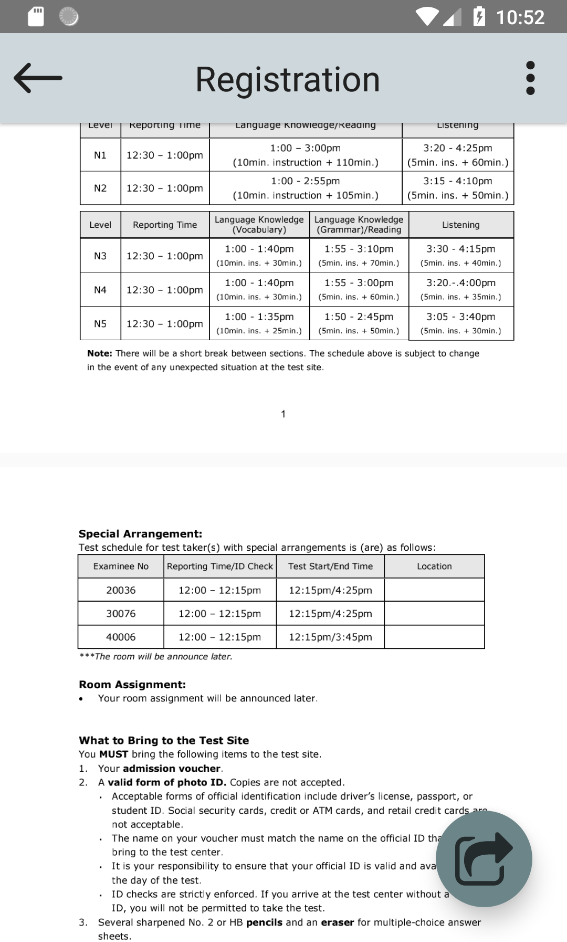 10:52
Registration
Level Reporting Time Language Knowledge/Reading Listening
N1 12:30 – 1:00pm 1:00 – 3:00pm (10min. instruction + 110min.) 3:20 - 4:25pm (5min. ins. + 60min.)
N2 12:30 – 1:00pm 1:00 - 2:55pm (10min. instruction + 105min.) 3:15 - 4:10pm (5min. ins. + 50min.)
Level Reporting Time Language Knowledge (Vocabulary) Language Knowledge (Grammar)/Reading Listening
N3 12:30 – 1:00pm 1:00 - 1:40pm (10min. ins. + 30min.) 1:55 - 3:10pm (5min. ins. + 70min.) 3:30 - 4:15pm (5min. ins. + 40min.)
N4 12:30 – 1:00pm 1:00 - 1:40pm (10min. ins. + 30min.) 1:55 - 3:00pm (5min. ins. + 60min.) 3:20.-.4:00pm (5min. ins. + 35min.)
N5 12:30 – 1:00pm 1:00 - 1:35pm (10min. ins. + 25min.) 1:50 - 2:45pm (5min. ins. + 50min.) 3:05 - 3:40pm (5min. ins. + 30min.)
Note: There will be a short break between sections. The schedule above is subject to change
in the event of any unexpected situation at the test site.
1
Special Arrangement:
Test schedule for test taker(s) with special arrangements is (are) as follows:
Examinee No Reporting Time/ID Check Test Start/End Time Location
20036 12:00 – 12:15pm 12:15pm/4:25pm
30076 12:00 – 12:15pm 12:15pm/4:25pm
40006 12:00 – 12:15pm 12:15pm/3:45pm
***The room will be announce later.
Room Assignment:
• Your room assignment will be announced later.
What to Bring to the Test Site
You MUST bring the following items to the test site.
1. Your admission voucher.
2. A valid form of photo ID. Copies are not accepted.
· Acceptable forms of official identification include driver's license, passport, or
student ID. Social security cards, credit or ATM cards, and retail credit cards are
not acceptable.
· The name on your voucher must match the name on the official ID
bring to the test center.
· It is your responsibility to ensure that your official ID is valid and
the day of the test.
· ID checks are strictly enforced. If you arrive at the test center without
ID, you will not be permitted to take the test.
3. Several sharpened No. 2 or HB pencils and an eraser for multiple-choice answer
sheets.